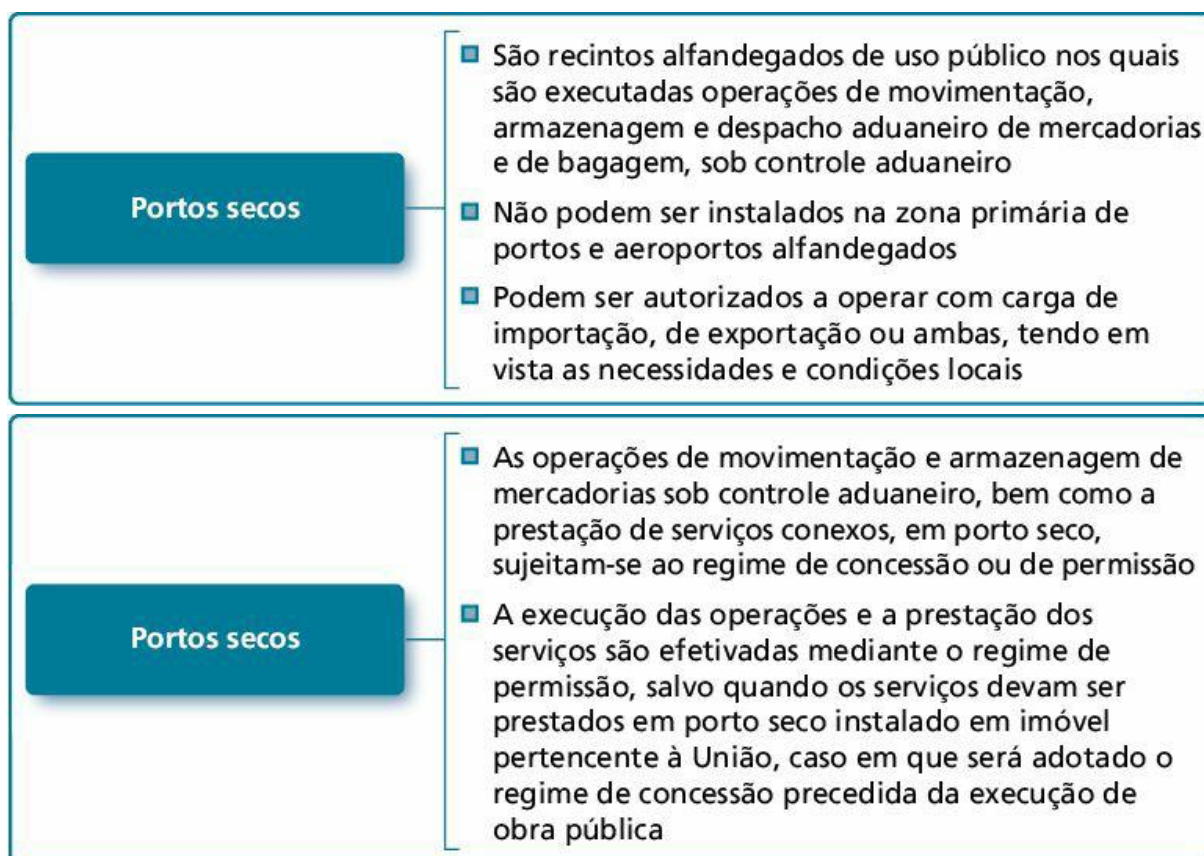 Portos secos
São recintos alfandegados de uso público nos quais
são executadas operações de movimentação,
armazenagem e despacho aduaneiro de mercadorias
e de bagagem, sob controle aduaneiro
Não podem ser instalados na zona primária de
portos e aeroportos alfandegados
Podem ser autorizados a operar com carga de
importação, de exportação ou ambas, tendo em
vista as necessidades e condições locais
Portos secos
As operações de movimentação e armazenagem de
mercadorias sob controle aduaneiro, bem como a
prestação de serviços conexos, em porto seco,
sujeitam-se ao regime de concessão ou de permissão
A execução das operações e a prestação dos
serviços são efetivadas mediante o regime de
permissão, salvo quando os serviços devam ser
prestados em porto seco instalado em imóvel
pertencente à União, caso em que será adotado o
regime de concessão precedida da execução de
obra pública